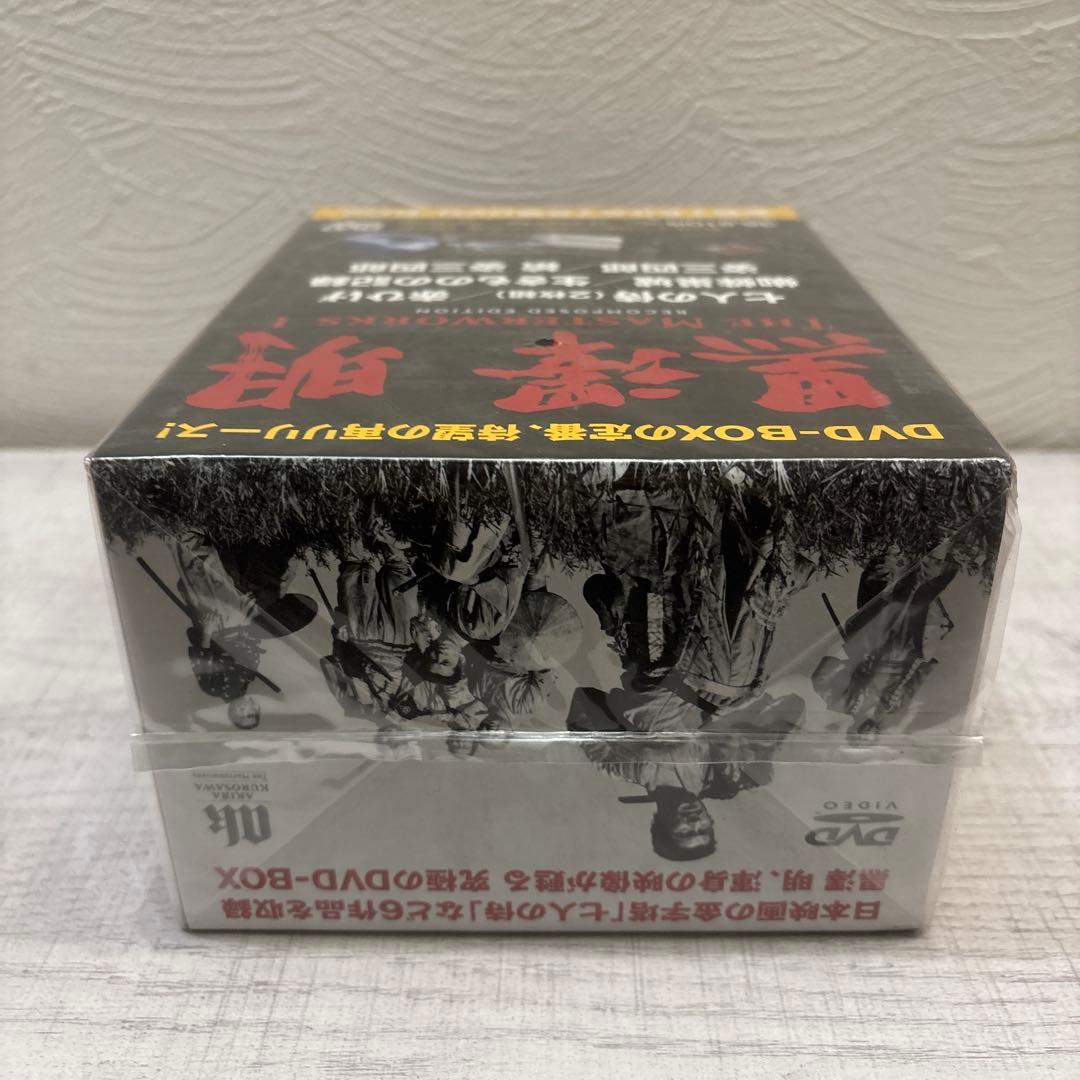 日本映画の金字塔「七人の侍」など6作品を収録
黒澤 明、渾身の映像が甦る 究極のDVD-BOX
DVD
VIDEO
ak
AKIRA
KUROSAWA
The Masterworks
DVD-BOXの定番、待望の再リリース!
黒澤 明
THE MASTERWORKS 1
RECOMPOSED EDITION
七人の侍(2枚組)/赤ひげ
蜘蛛巣城/生きものの記録
姿三四郎/續 姿三四郎